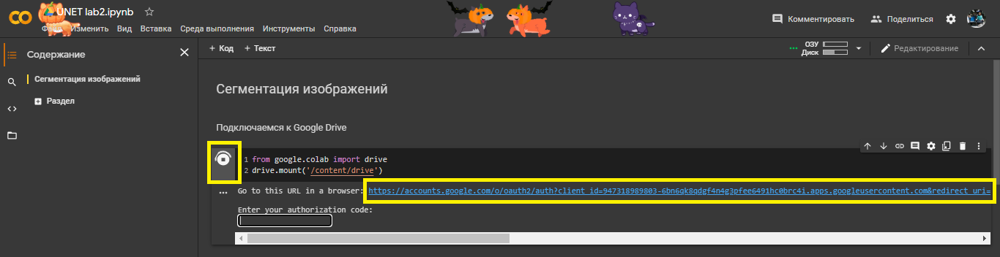 UNET lab2.ipynb
Изменить Вид Вставка Среда выполнения Инструменты Справка
Комментировать
Поделиться
Содержание
+ Код + Текст
ОЗУ
Диск
Редактирование
Сегментация изображений
Раздел
Сегментация изображений
Подключаемся к Google Drive
1 from google.colab import drive
2 drive.mount('/content/drive')
Go to this URL in a browser: https://accounts.google.com/o/oauth2/auth?client_id=947318989803-6bn6qk8qdgf4n4g3pfee6491hc0brc4i.apps.googleusercontent.com&redirect_uri=
Enter your authorization code: